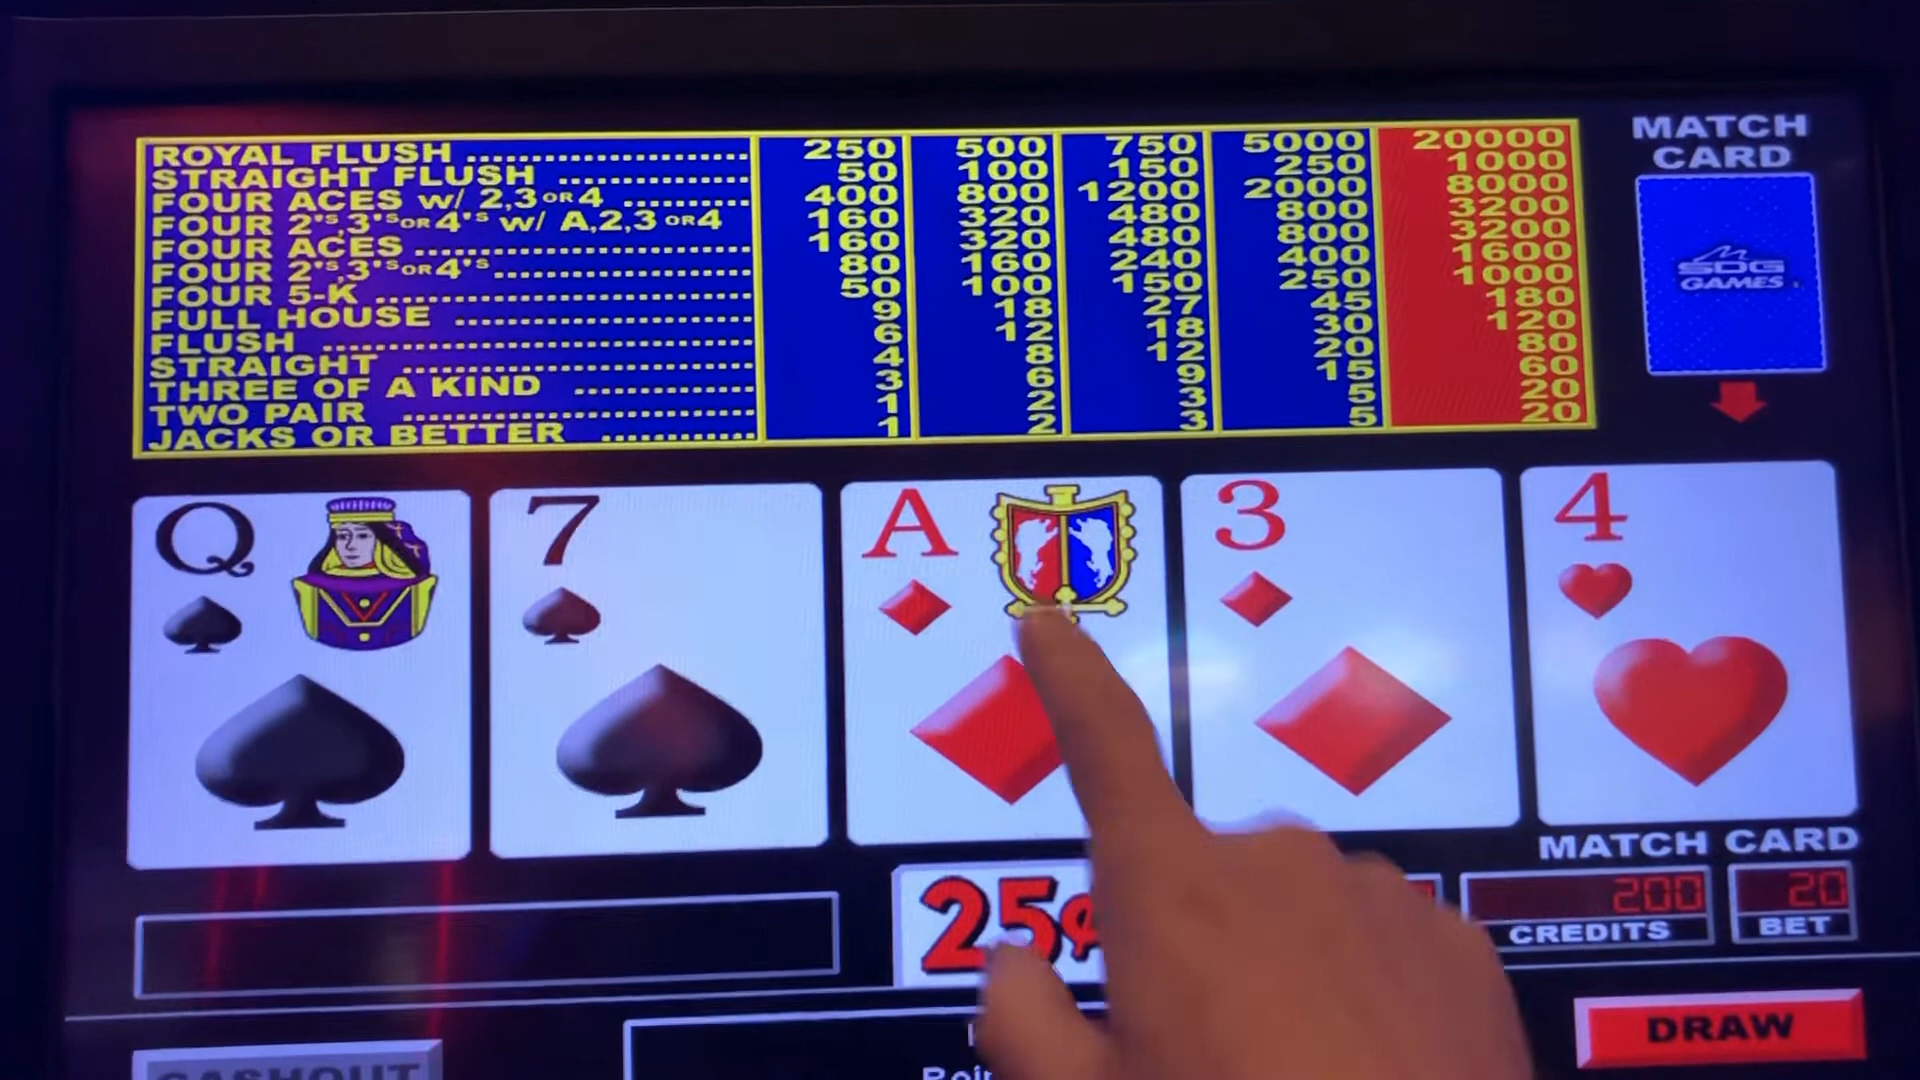 MATCH
CARD
ROYAL FLUSH 250 500 750 5000 20000
STRAIGHT FLUSH 50 100 150 250 1000
FOUR ACES w/ 2,3 OR 4 400 800 1200 2000 8000
FOUR 2'S,3'S OR 4'S w/ A,2,3 OR 4 160 320 480 800 3200
FOUR ACES 160 320 480 800 3200
FOUR 2'S,3'S OR 4'S 80 160 240 400 1600
FOUR 5-K 50 100 150 250 1000
FULL HOUSE 9 18 27 45 180
FLUSH 6 12 18 30 120
STRAIGHT 4 8 12 20 80
THREE OF A KIND 3 6 9 15 60
TWO PAIR 1 2 3 5 20
JACKS OR BETTER 1 2 3 5 20
SDG
GAMES
Q 7 A 3 4
MATCH CARD
25¢
200 20
CREDITS BET
DRAW
CASHOUT